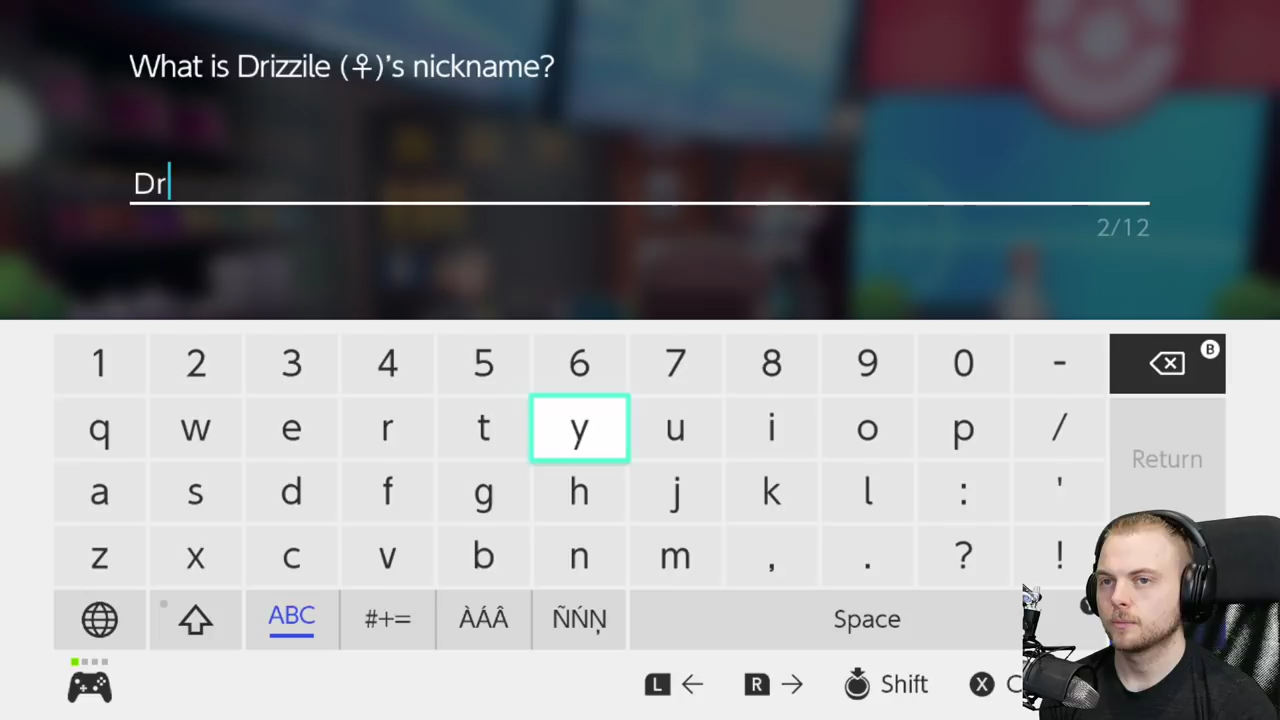 What is Drizzile (♀)'s nickname?
Dr
2/12
1 2 3 4 5 6 7 8 9 0 - B
q w e r t y u i o p / Return
a s d f g h j k l : '
z x c v b n m , . ? !
ABC #+= ÀÁÂ ÑŃŅ Space
L ← R → Shift X